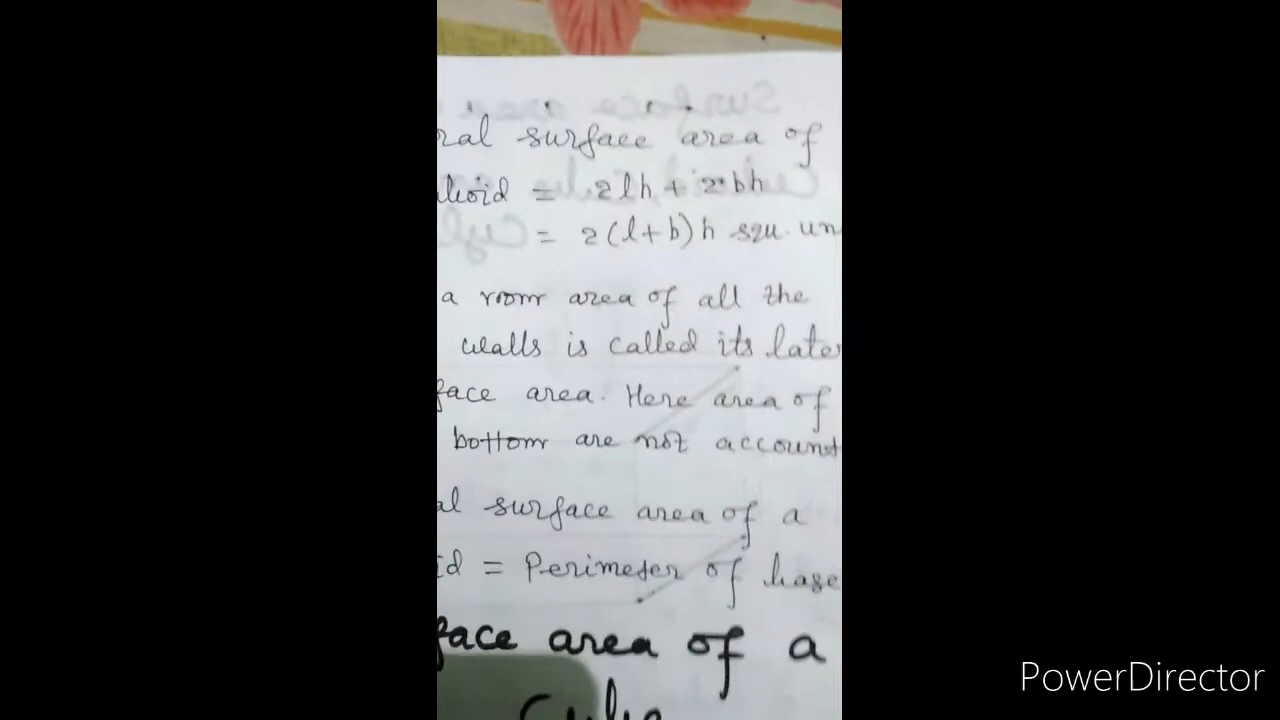 ral surface area of
uboid = 2lh + 2bh
= 2(l+b)h squ. un
a room area of all the
walls is called its later
face area. Here area of
bottom are not account
al surface area of a
id = Perimeter of base
face area of a
Cube
PowerDirector